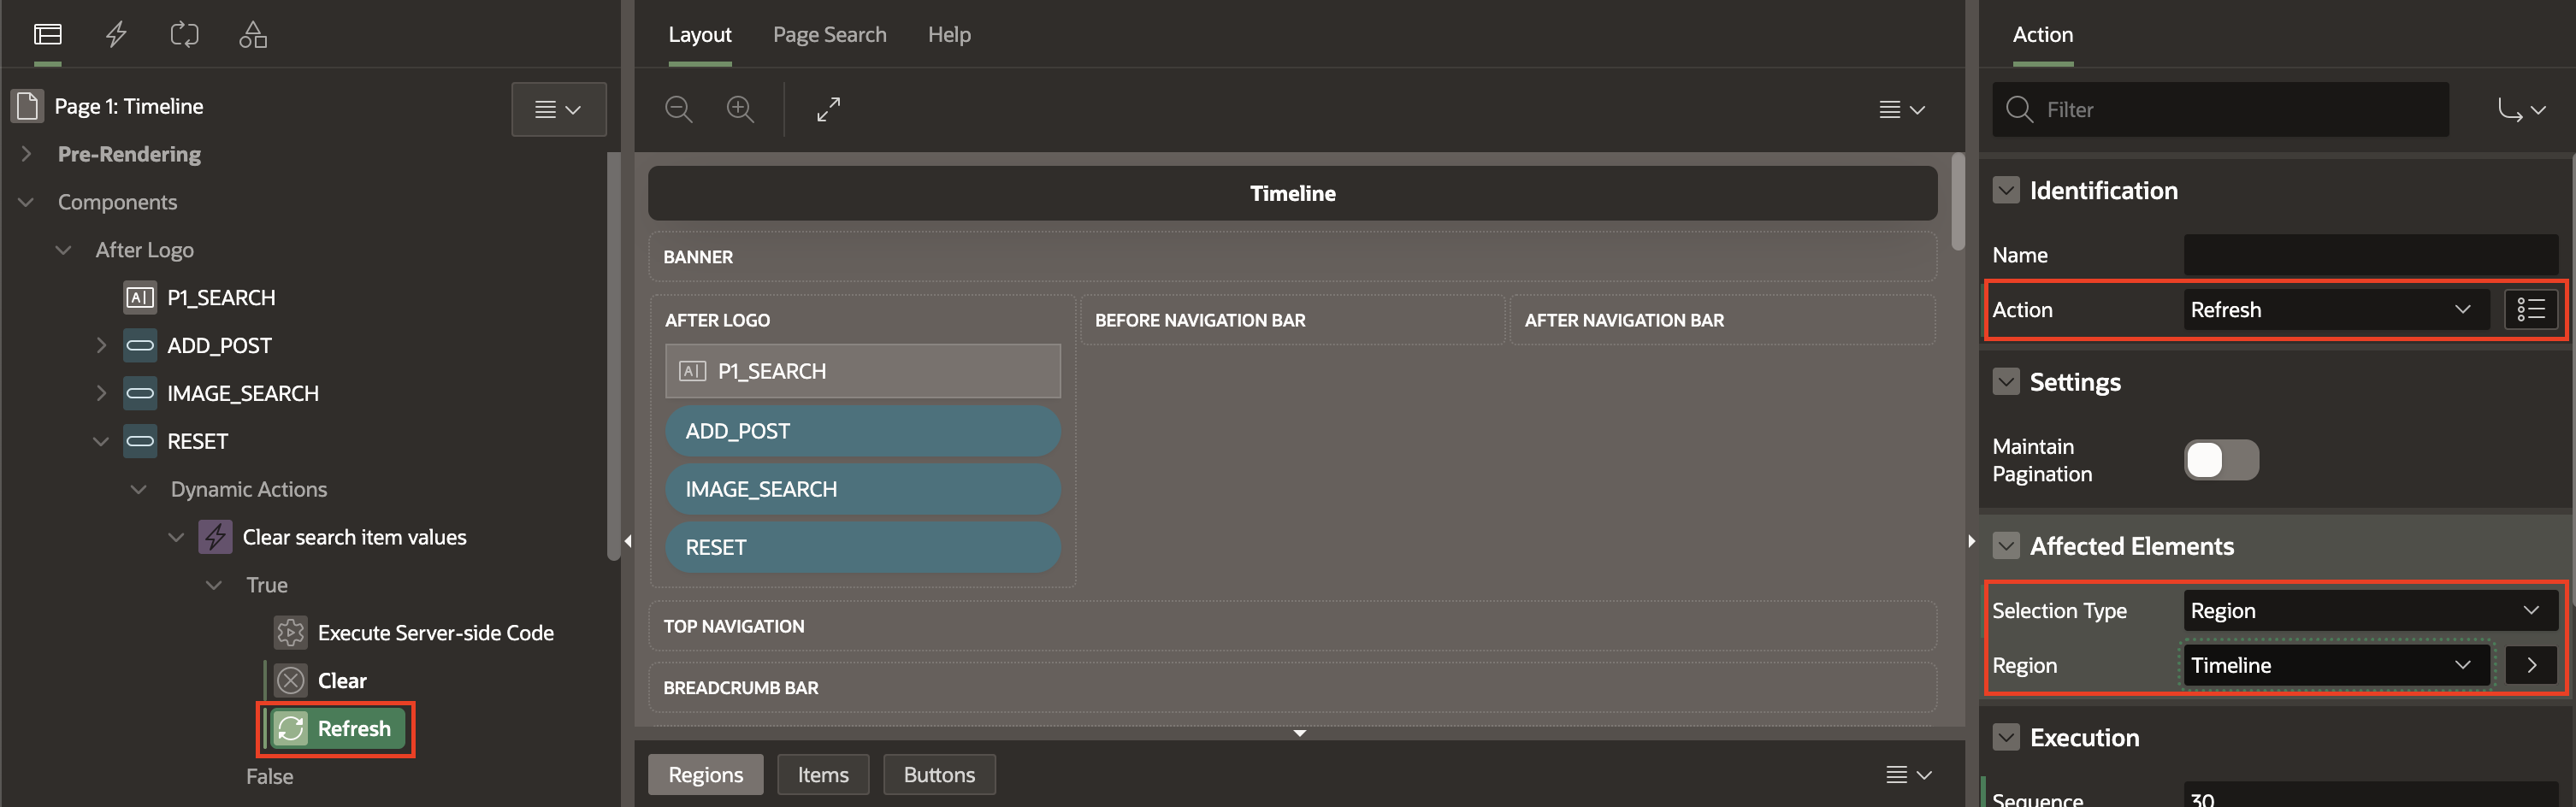 Page 1: Timeline
Pre-Rendering
Components
After Logo
P1_SEARCH
ADD_POST
IMAGE_SEARCH
RESET
Dynamic Actions
Clear search item values
True
Execute Server-side Code
Clear
Refresh
False
Layout Page Search Help
Timeline
BANNER
AFTER LOGO
P1_SEARCH
ADD_POST
IMAGE_SEARCH
RESET
BEFORE NAVIGATION BAR
AFTER NAVIGATION BAR
TOP NAVIGATION
BREADCRUMB BAR
Regions Items Buttons
Action
Filter
Identification
Name
Action Refresh
Settings
Maintain
Pagination
Affected Elements
Selection Type Region
Region Timeline
Execution
Sequence 30